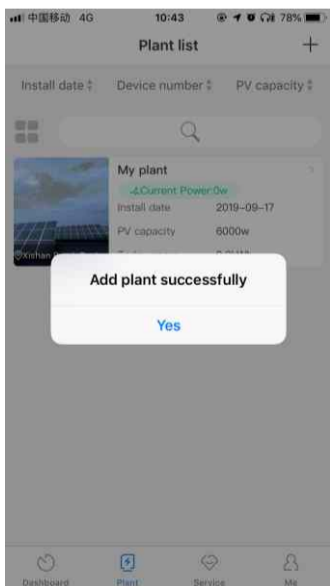 中国移动 4G 10:43 78%
Plant list +
Install date Device number PV capacity
My plant
Current Power:0w
Install date 2019-09-17
PV capacity 6000w
Xishan
Add plant successfully
Yes
Dashboard Plant Service Me